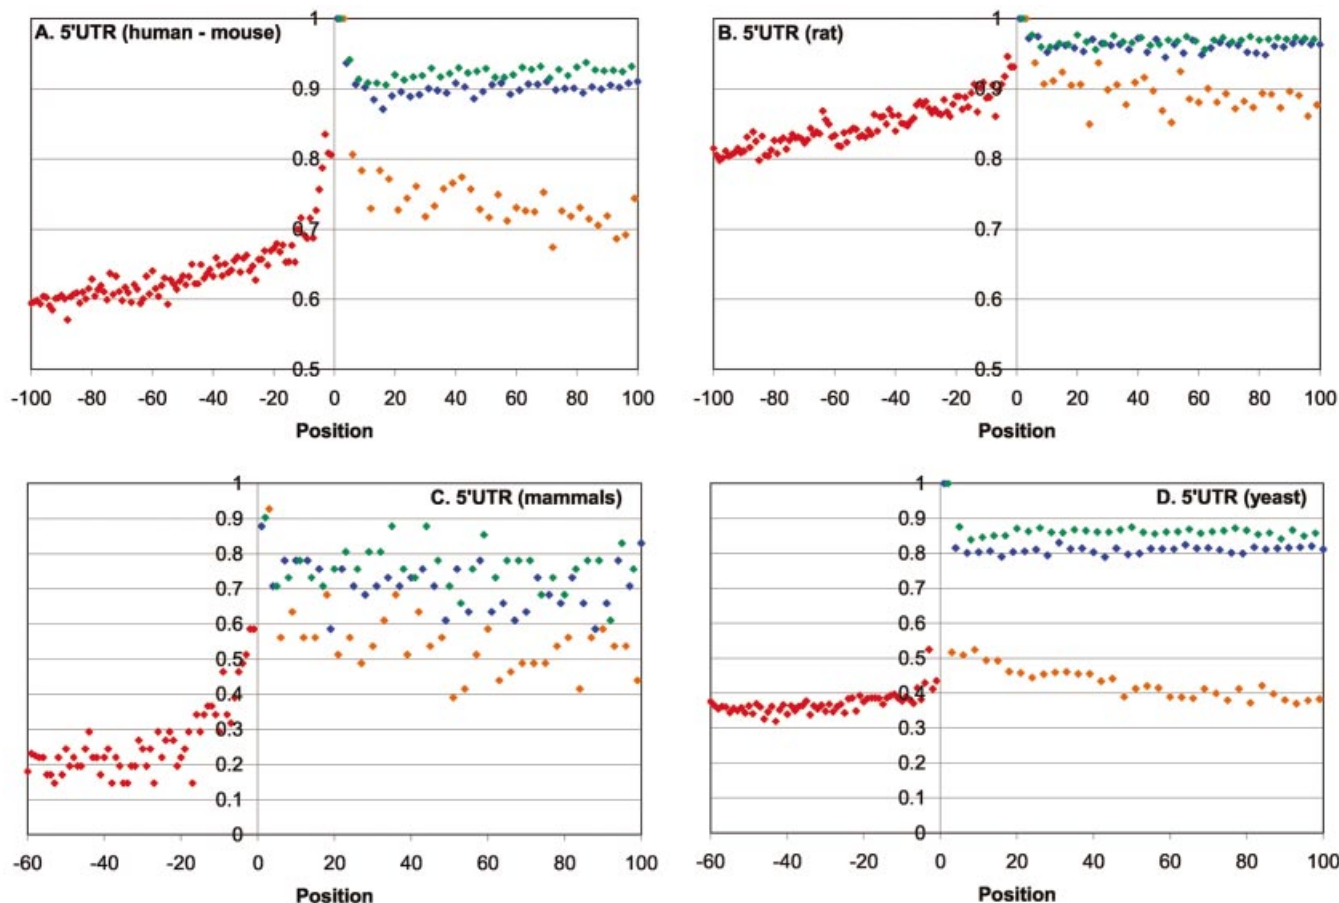 A. 5'UTR (human - mouse)
1
0.9
0.8
0.7
0.6
0.5
-100 -80 -60 -40 -20 0 20 40 60 80 100
Position
B. 5'UTR (rat)
1
0.9
0.8
0.7
0.6
0.5
-100 -80 -60 -40 -20 0 20 40 60 80 100
Position
C. 5'UTR (mammals)
1
0.9
0.8
0.7
0.6
0.5
0.4
0.3
0.2
0.1
0
-60 -40 -20 0 20 40 60 80 100
Position
D. 5'UTR (yeast)
1
0.9
0.8
0.7
0.6
0.5
0.4
0.3
0.2
0.1
0
-60 -40 -20 0 20 40 60 80 100
Position